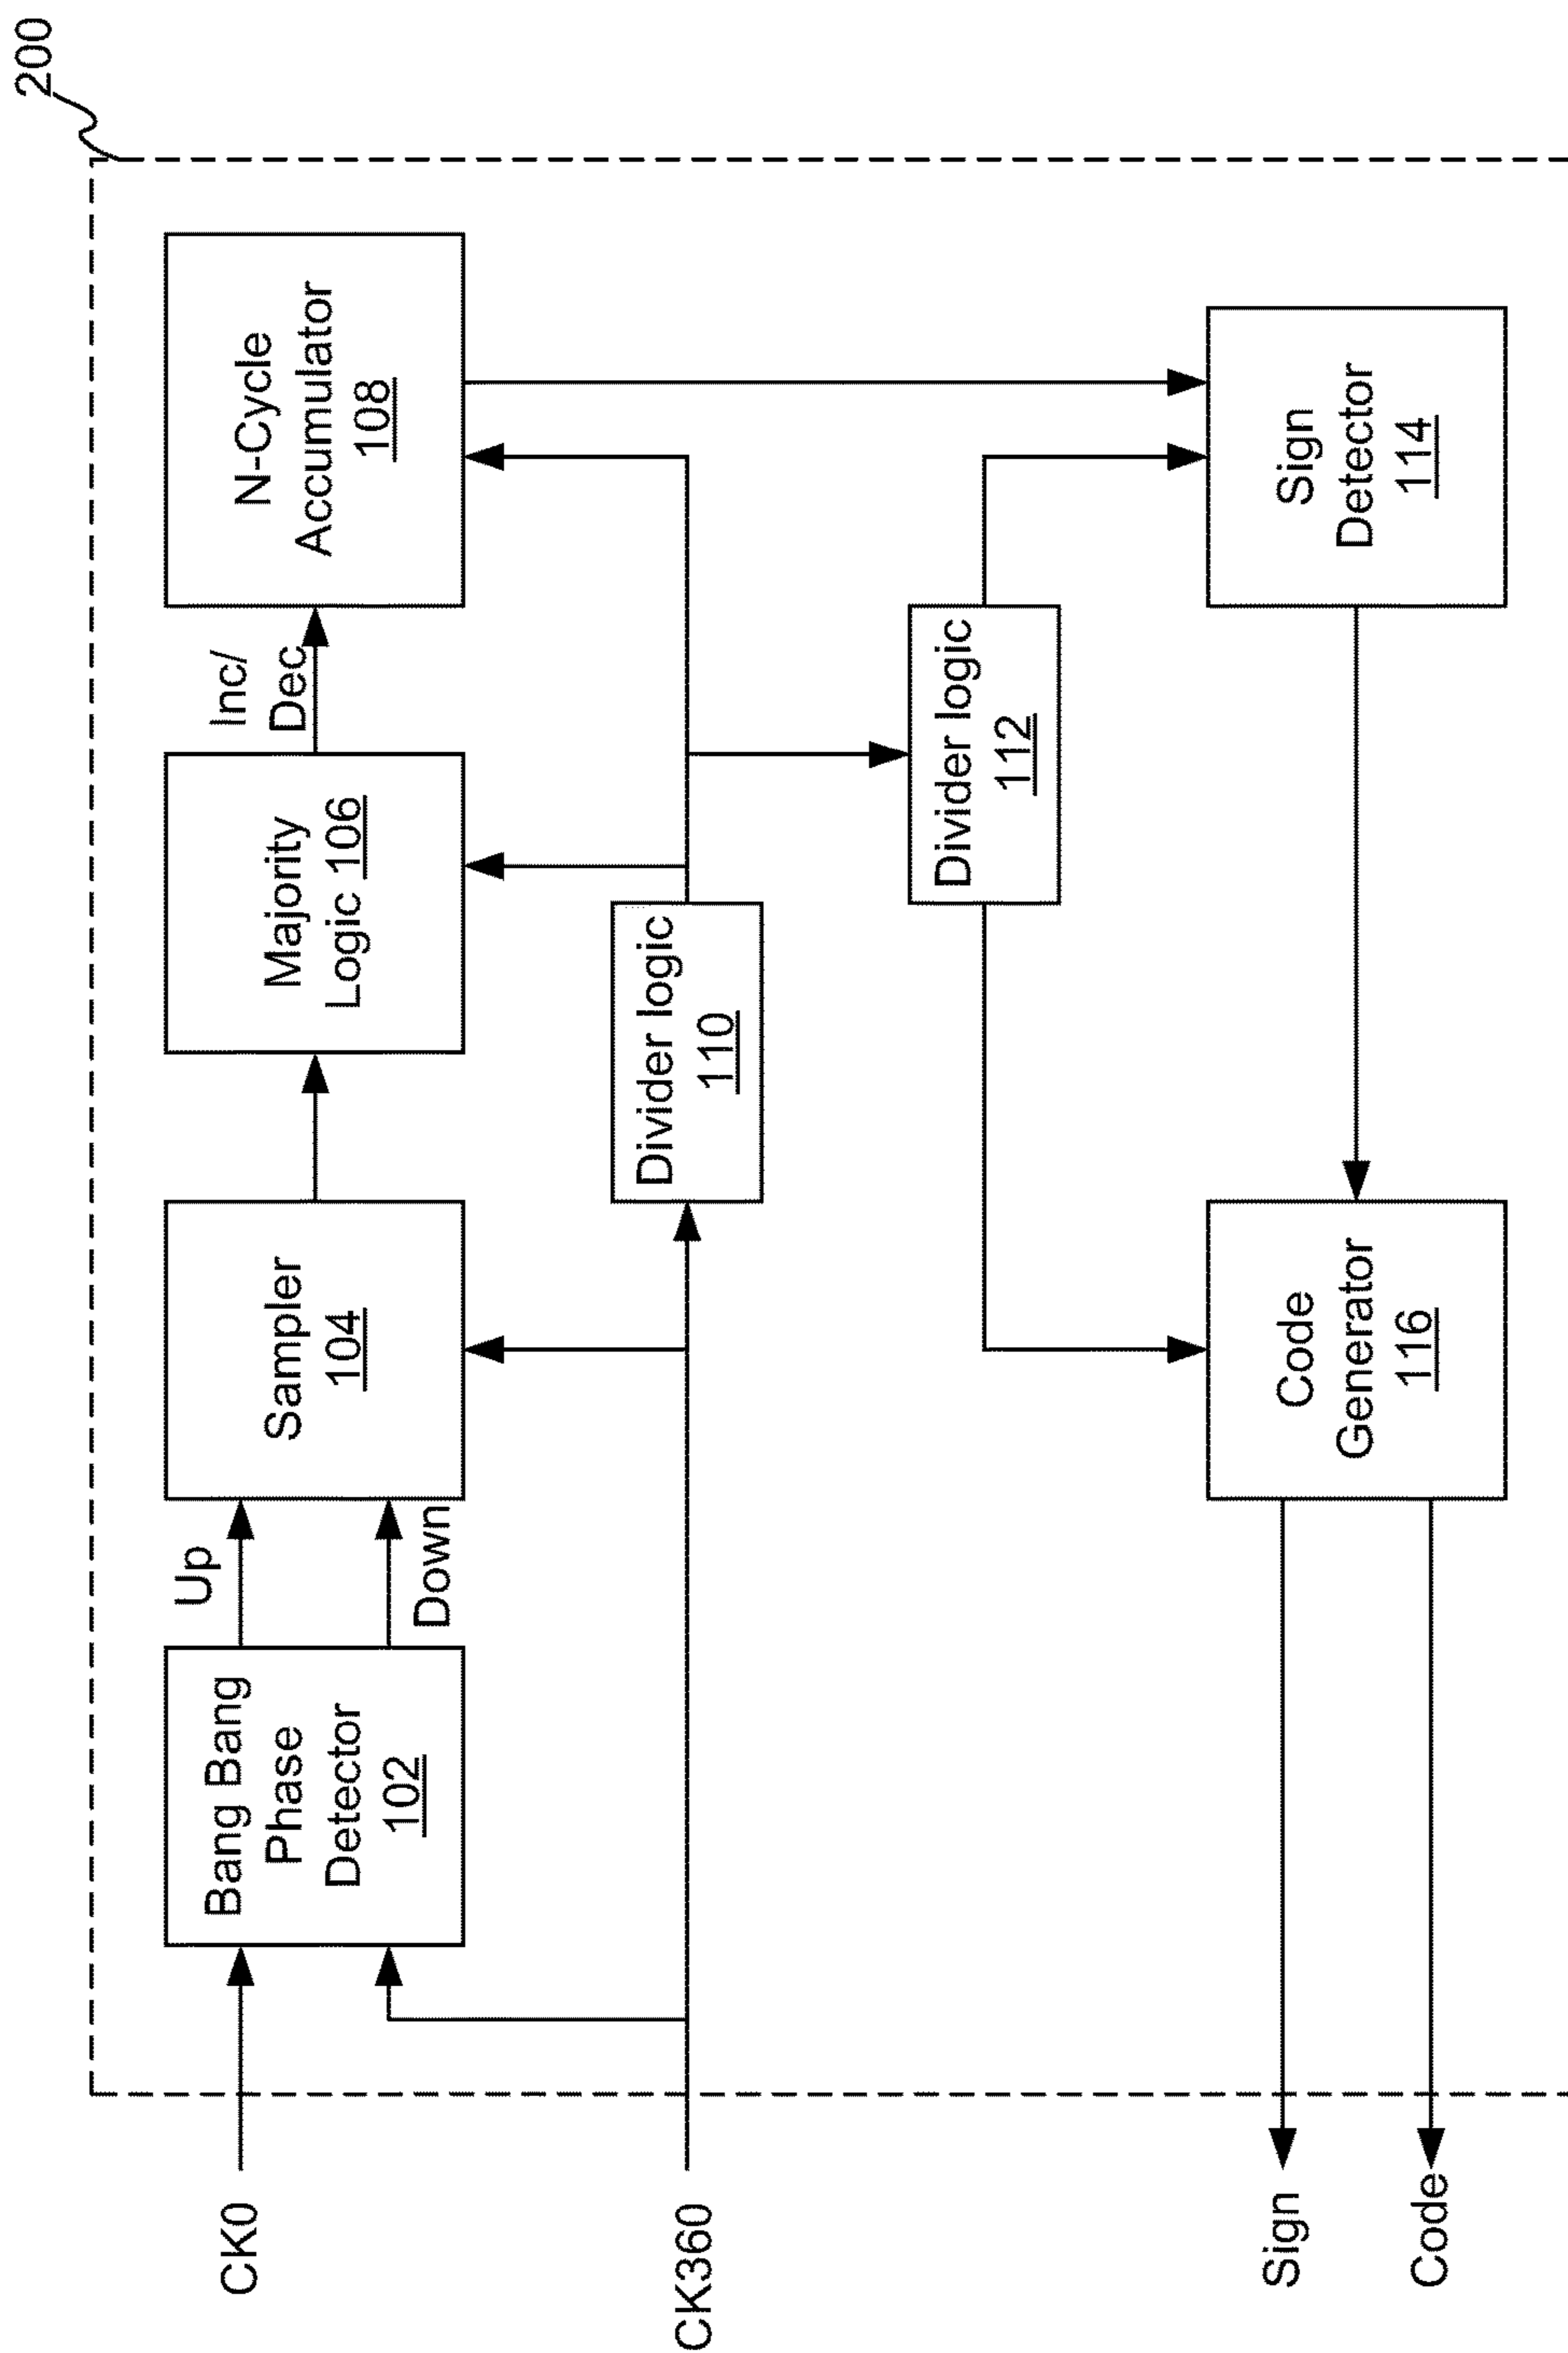 200
CK0
Bang Bang
Phase
Detector
102
Up
Down
Sampler
104
Majority
Logic 106
Inc/
Dec
N-Cycle
Accumulator
108
CK360
Divider logic
110
Divider logic
112
Sign
Code
Code
Generator
116
Sign
Detector
114